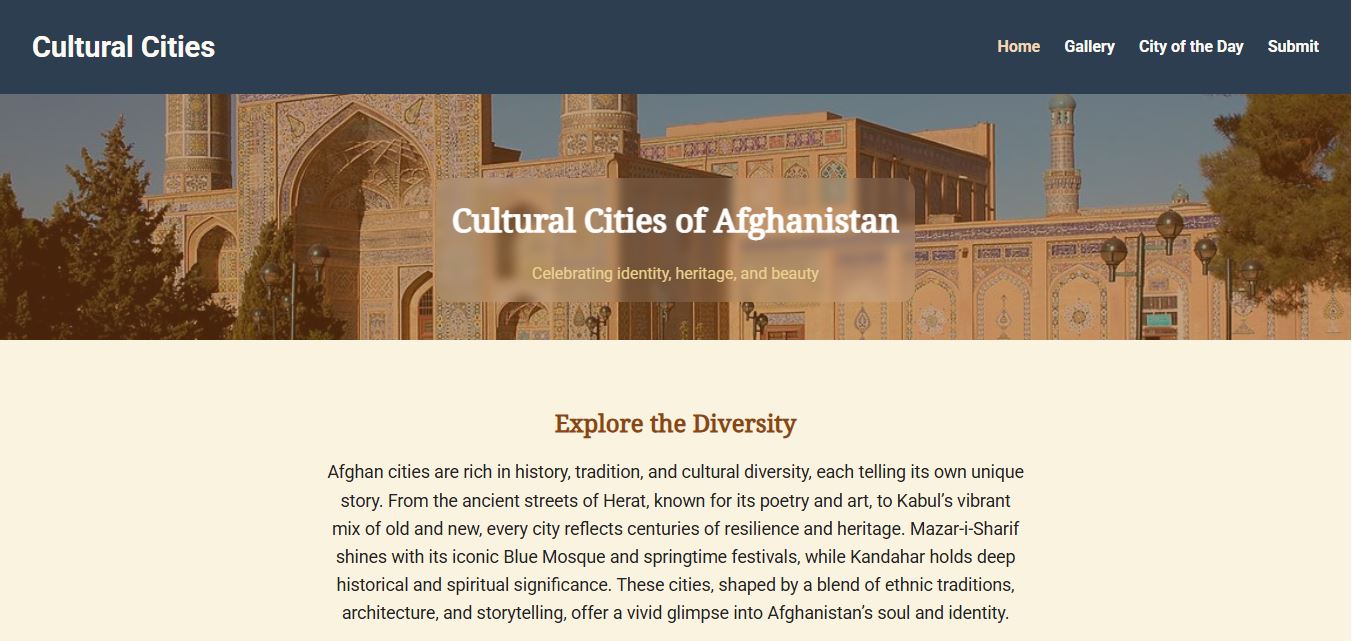 Cultural Cities
Home Gallery City of the Day Submit
Cultural Cities of Afghanistan
Celebrating identity, heritage, and beauty
Explore the Diversity
Afghan cities are rich in history, tradition, and cultural diversity, each telling its own unique
story. From the ancient streets of Herat, known for its poetry and art, to Kabul’s vibrant
mix of old and new, every city reflects centuries of resilience and heritage. Mazar-i-Sharif
shines with its iconic Blue Mosque and springtime festivals, while Kandahar holds deep
historical and spiritual significance. These cities, shaped by a blend of ethnic traditions,
architecture, and storytelling, offer a vivid glimpse into Afghanistan’s soul and identity.